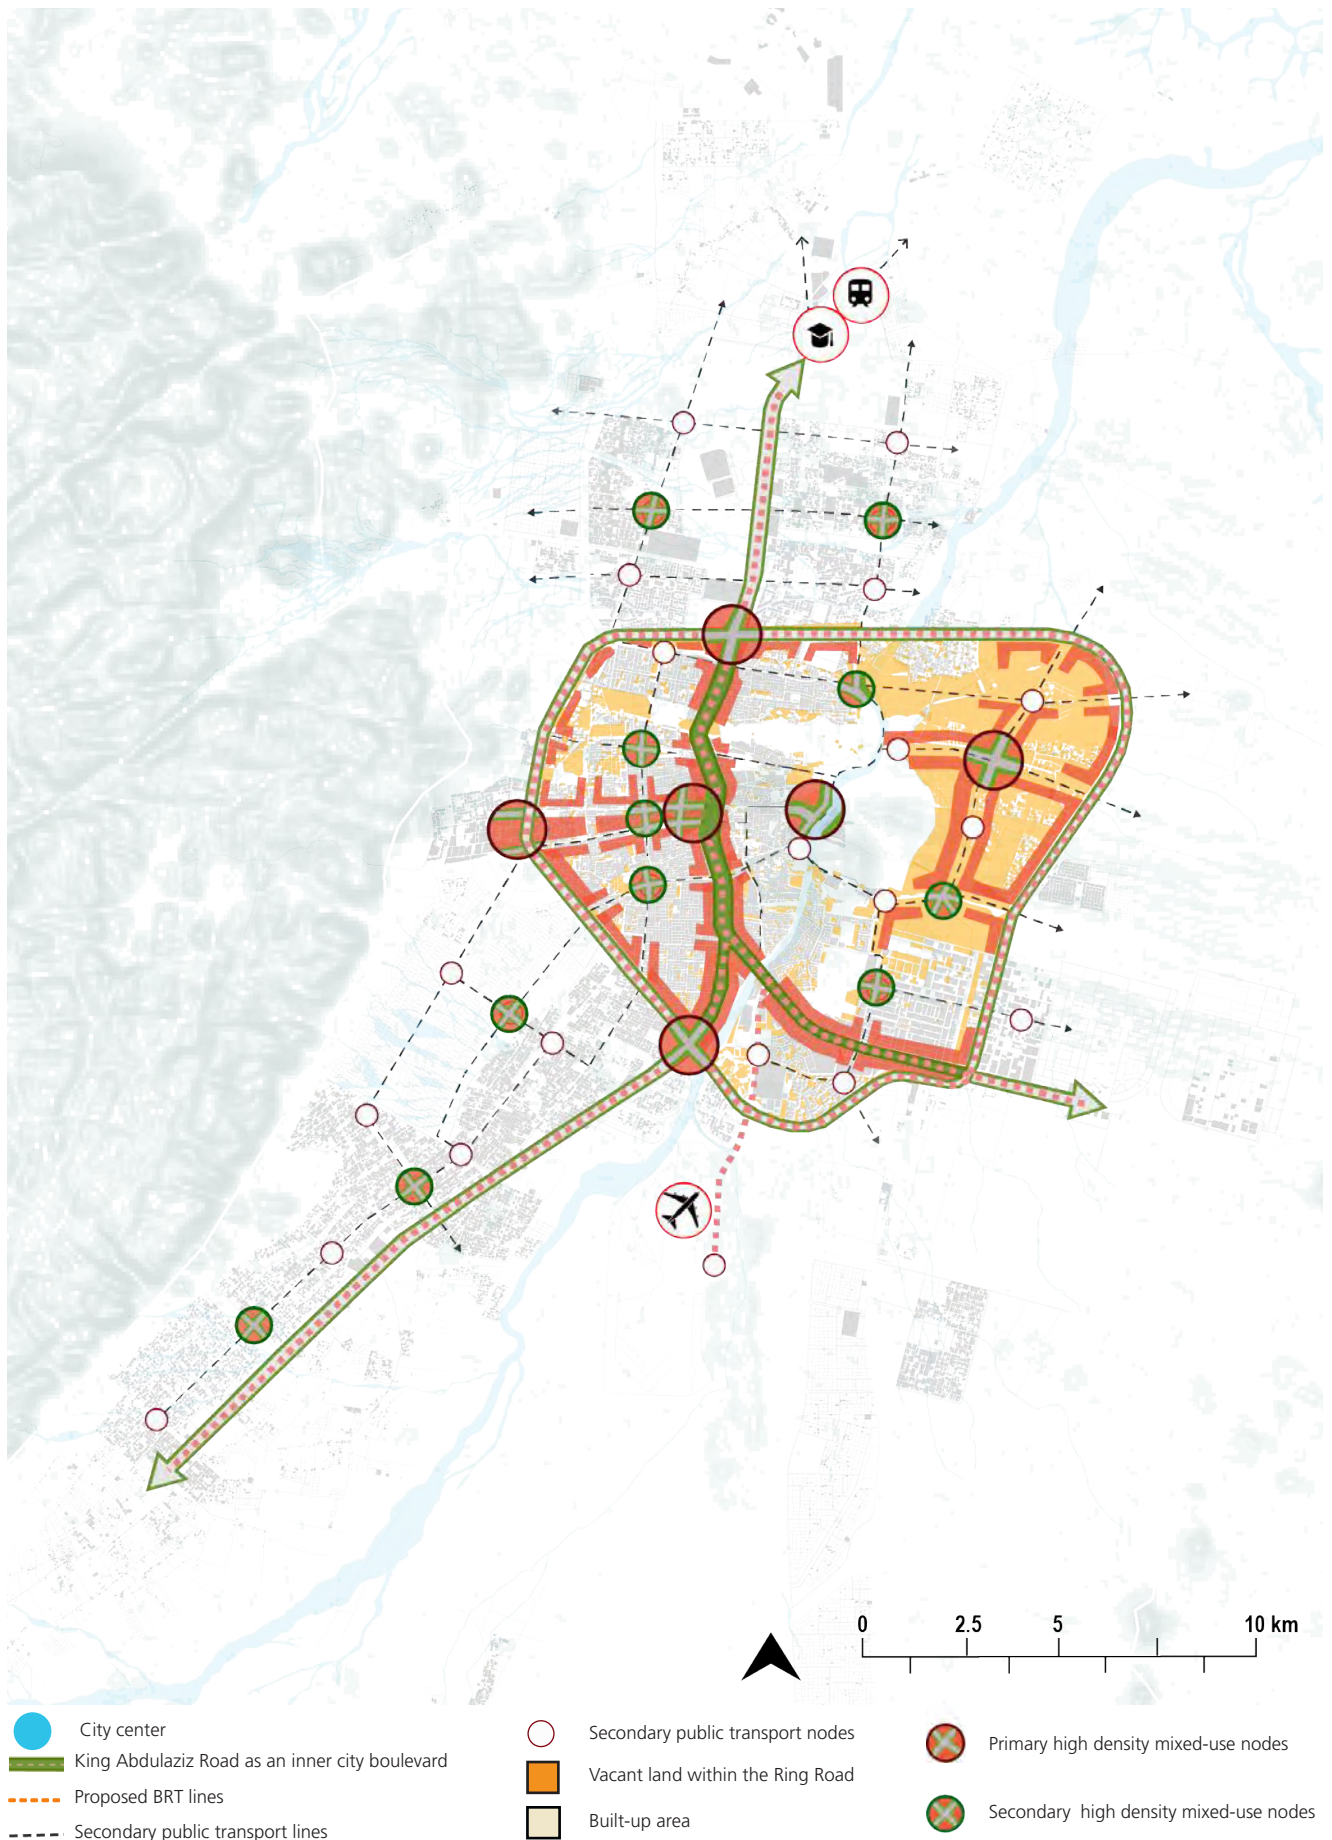 0 2.5 5 10 km
City center
King Abdulaziz Road as an inner city boulevard
Proposed BRT lines
Secondary public transport lines
Secondary public transport nodes
Vacant land within the Ring Road
Built-up area
Primary high density mixed-use nodes
Secondary high density mixed-use nodes